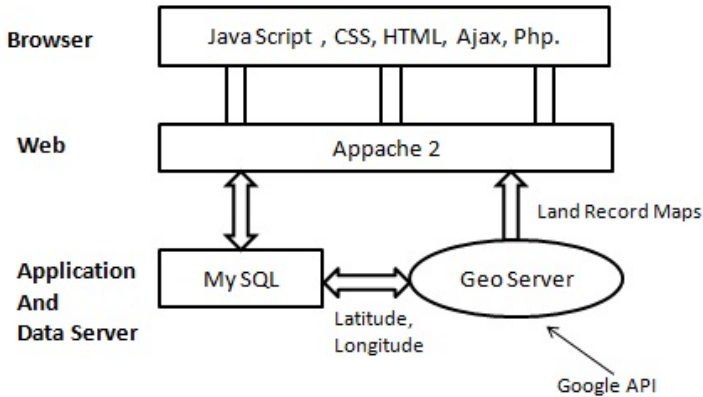 Browser
Java Script , CSS, HTML, Ajax, Php.
Web
Appache 2
Land Record Maps
Application
And
Data Server
My SQL
Geo Server
Latitude,
Longitude
Google API